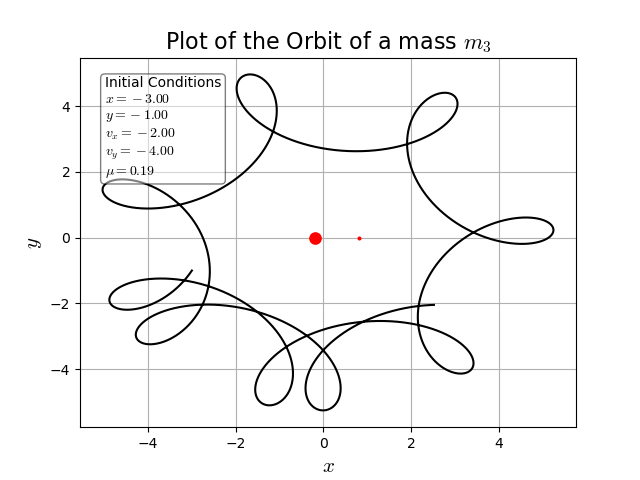 Plot of the Orbit of a mass m₃
Initial Conditions
x = −3.00
y = −1.00
vₓ = −2.00
v_y = −4.00
μ = 0.19
4
2
0
−2
−4
y
−4
−2
0
2
4
x